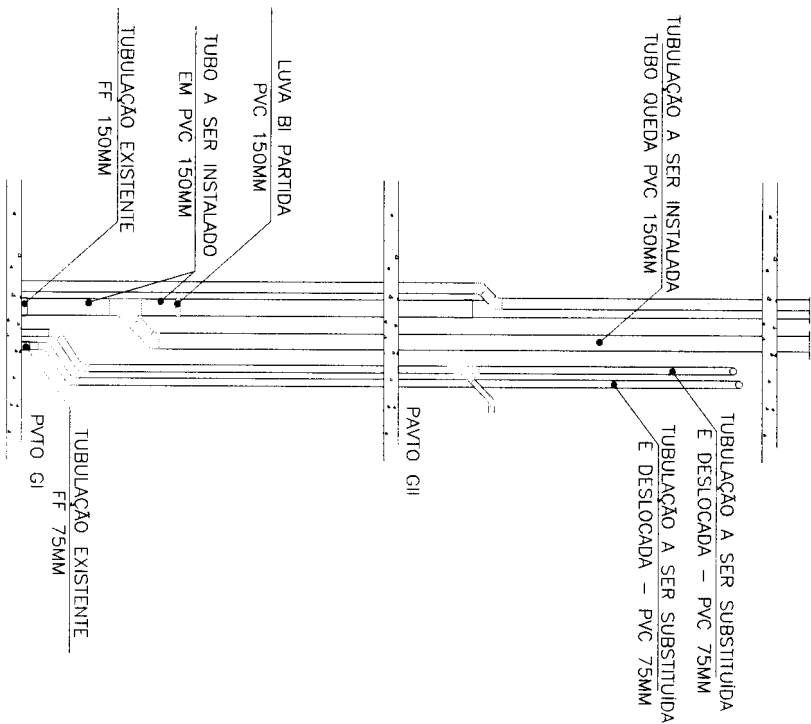 TUBULAÇÃO A SER INSTALADA
TUBO QUEDA PVC 150MM
LUVA BI PARTIDA
PVC 150MM
TUBO A SER INSTALADO
EM PVC 150MM
TUBULAÇÃO EXISTENTE
FF 150MM
TUBULAÇÃO A SER SUBSTITUÍDA
E DESLOCADA - PVC 75MM
TUBULAÇÃO A SER SUBSTITUÍDA
E DESLOCADA - PVC 75MM
PAVTO GII
TUBULAÇÃO EXISTENTE
FF 75MM
PVTO GI